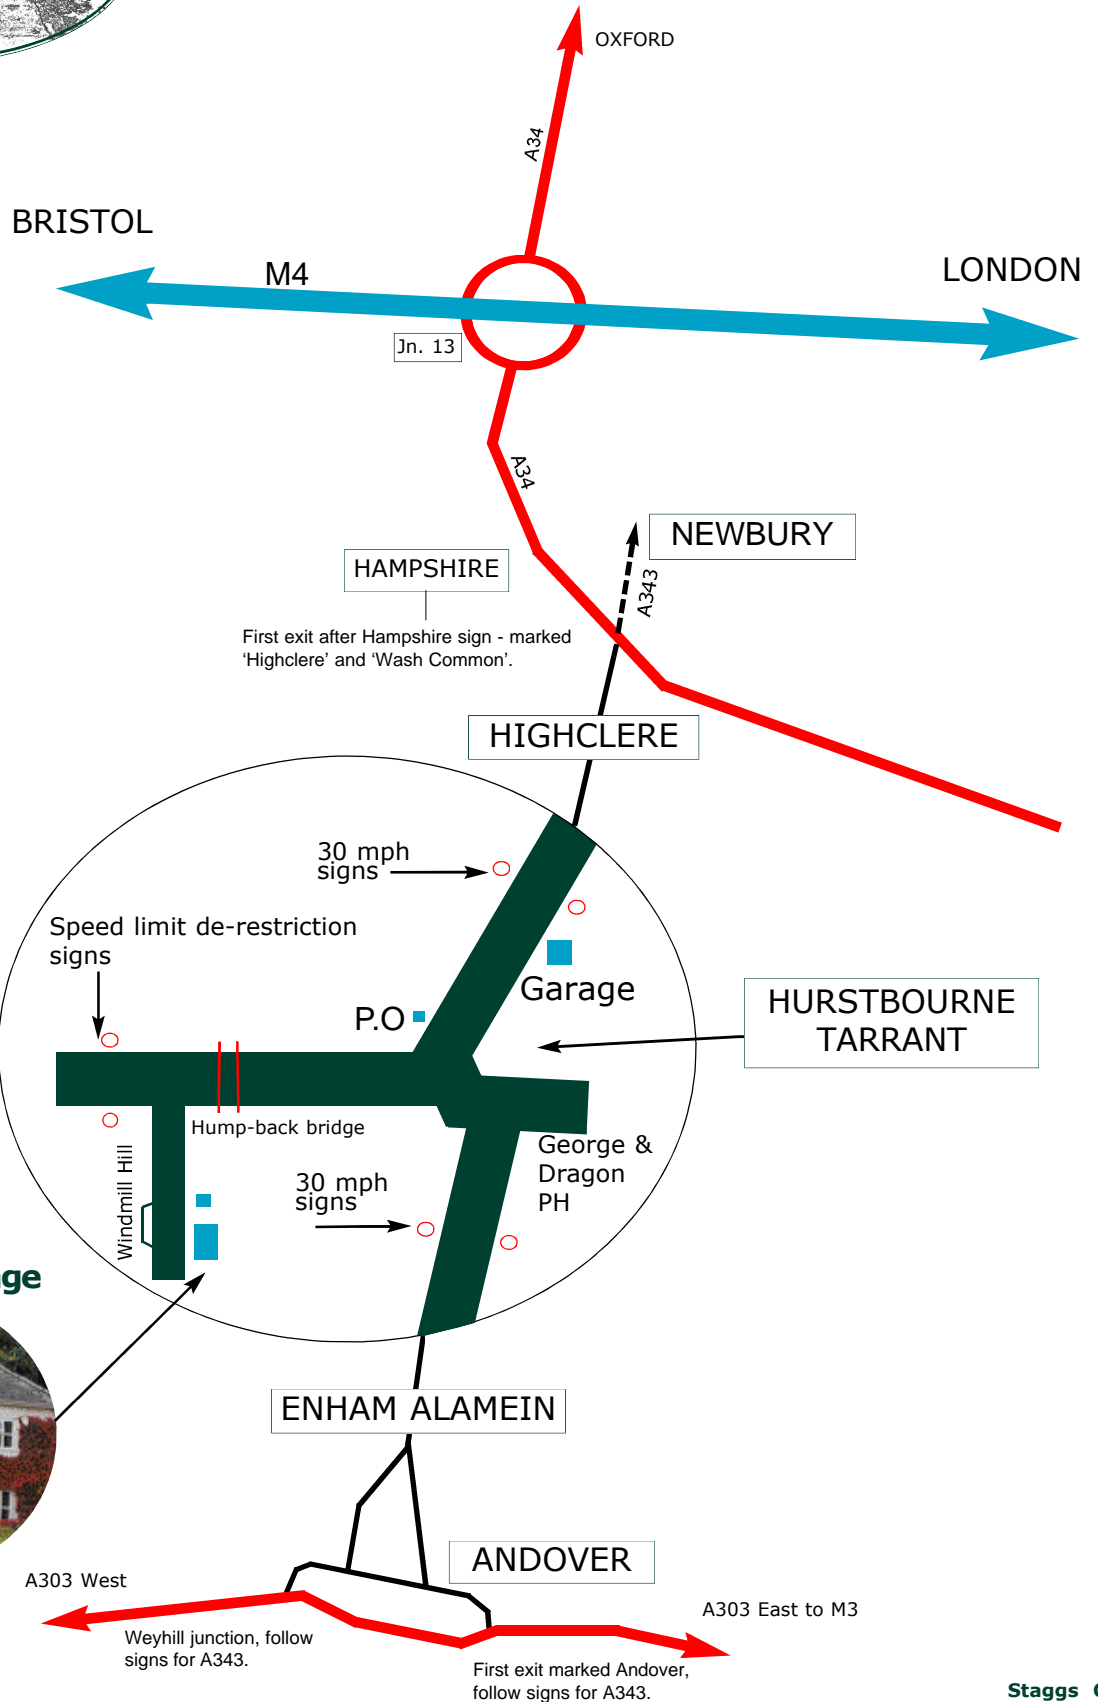 OXFORD
A34
BRISTOL
M4
LONDON
Jn. 13
A34
NEWBURY
A343
HAMPSHIRE
First exit after Hampshire sign - marked
‘Highclere’ and ‘Wash Common’.
HIGHCLERE
30 mph
signs
Speed limit de-restriction
signs
Garage
P.O
HURSTBOURNE
TARRANT
Hump-back bridge
George &
Dragon
PH
Windmill Hill
30 mph
signs
ENHAM ALAMEIN
ANDOVER
A303 West
A303 East to M3
Weyhill junction, follow
signs for A343.
First exit marked Andover,
follow signs for A343.
Staggs